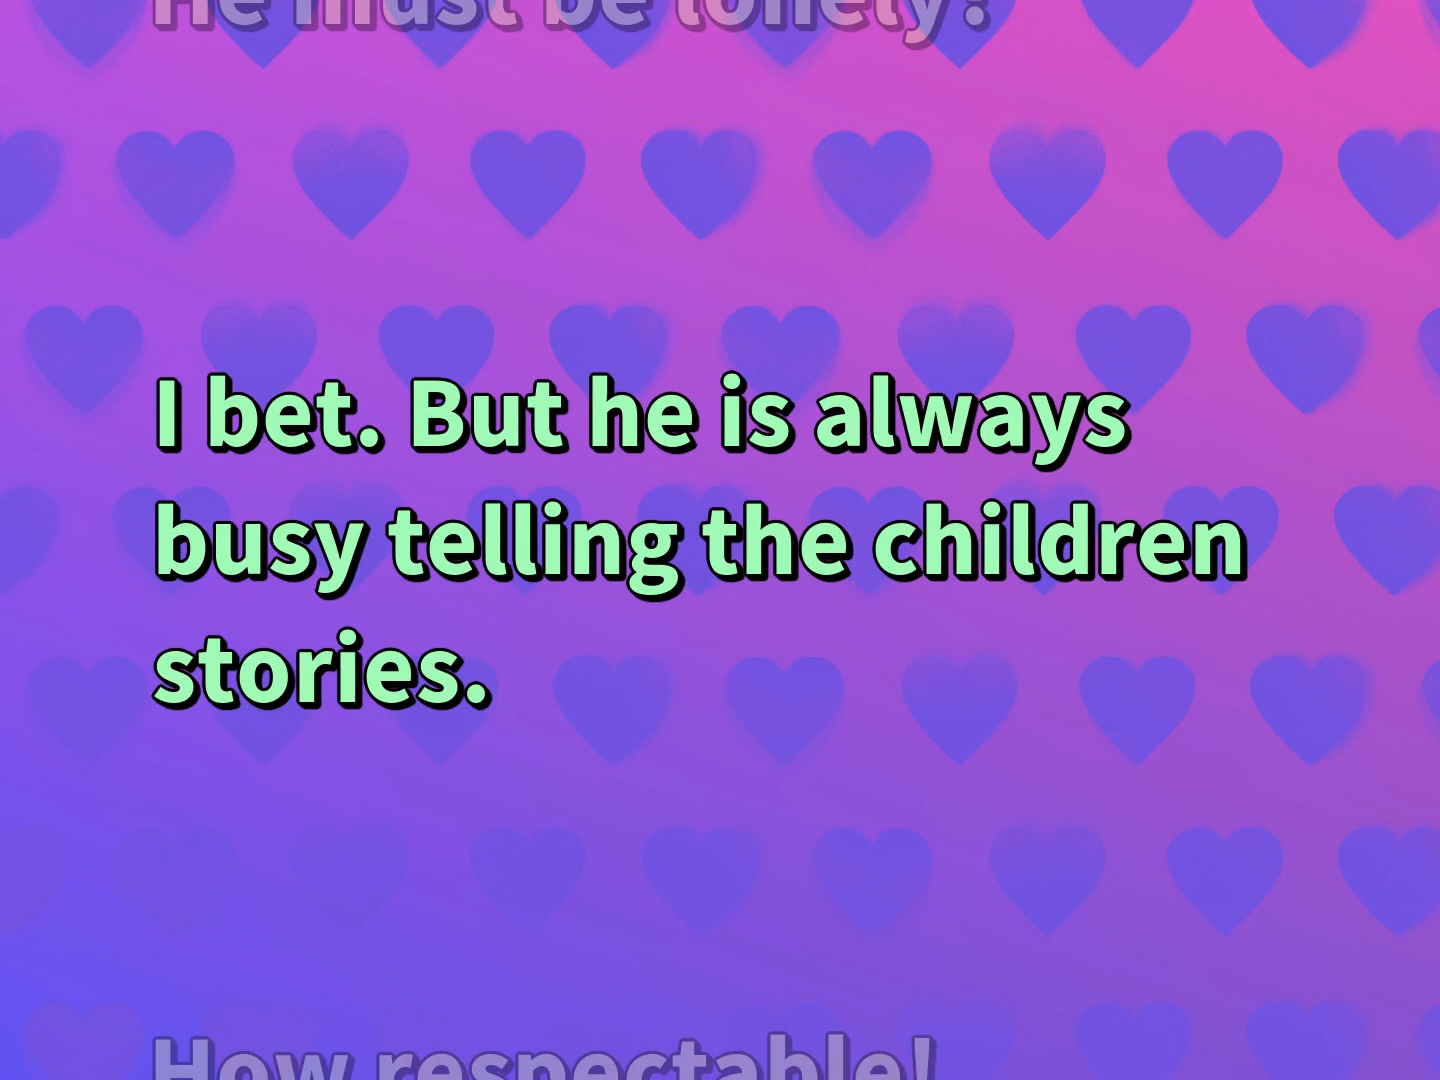 He must be lonely?
I bet. But he is always
busy telling the children
stories.
How respectable!